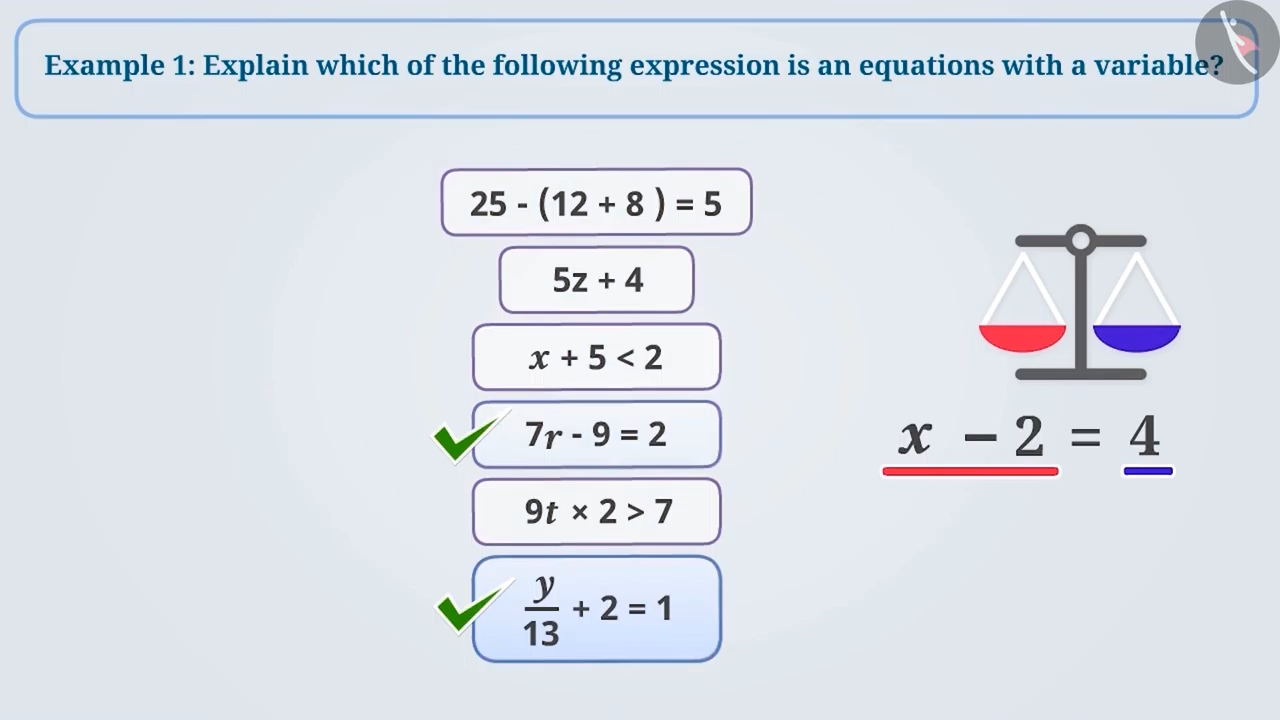 Example 1: Explain which of the following expression is an equations with a variable?
25 - (12 + 8 ) = 5
5z + 4
x + 5 < 2
7r - 9 = 2
9t × 2 > 7
y/13 + 2 = 1
x − 2 = 4